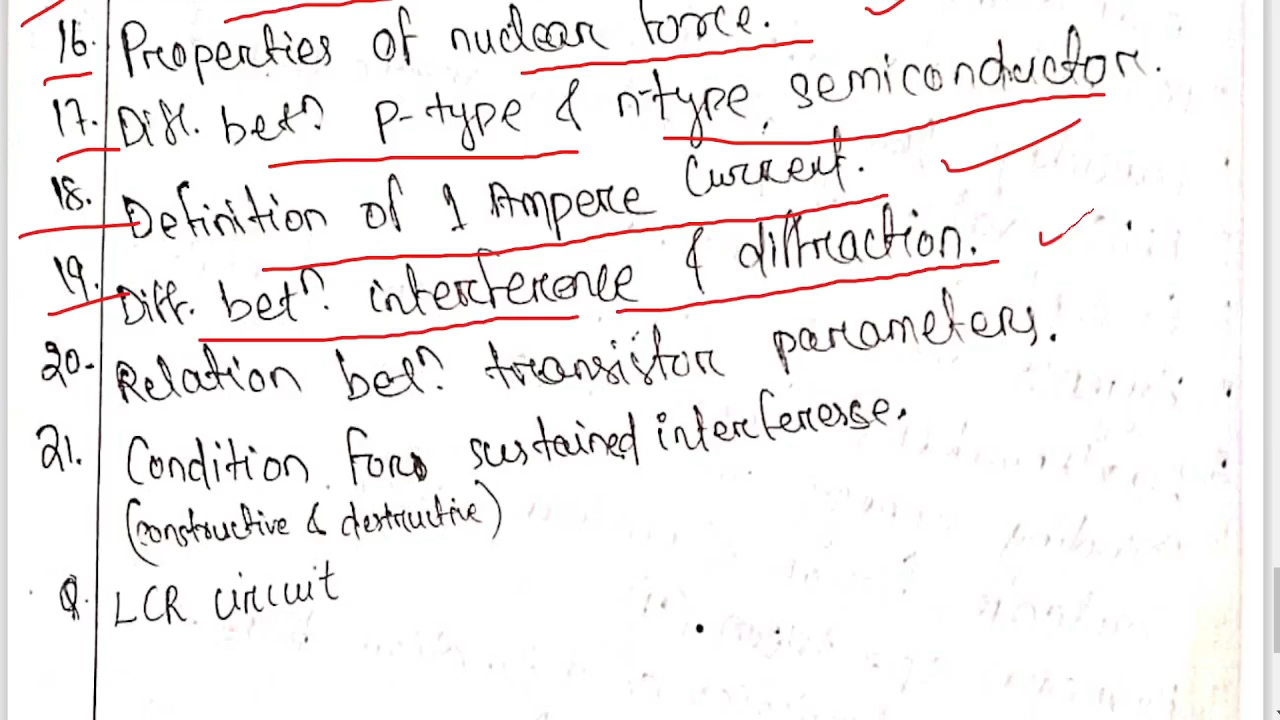 16. Properties of nuclear force.
17. Diff. betn. p-type & n-type semiconductor.
18. Definition of 1 Ampere Current.
19. Diff. betn. interference & diffraction.
20. Relation betn. transistor parameters.
21. Condition for sustained interference.
(constructive & destructive)
Q. LCR circuit